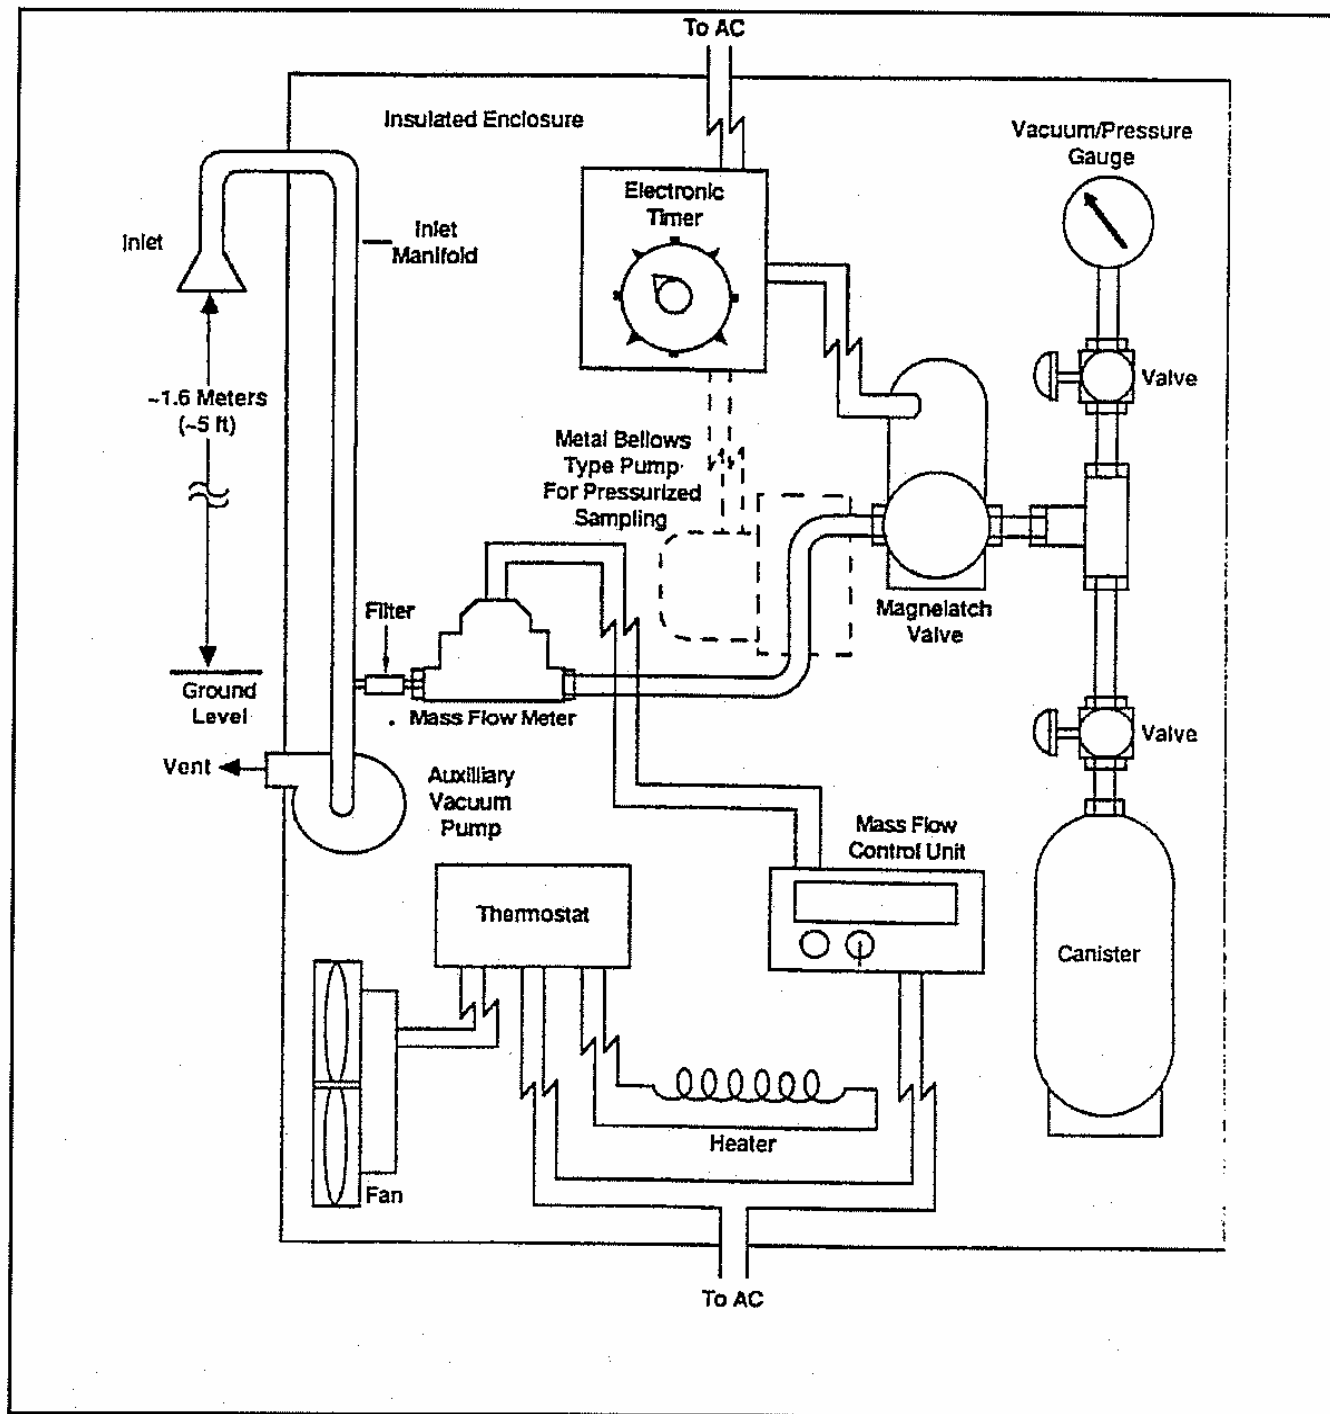 To AC
Insulated Enclosure
Vacuum/Pressure
Gauge
Electronic
Timer
Inlet
Inlet
Manifold
~1.6 Meters
(~5 ft)
Valve
Metal Bellows
Type Pump
For Pressurized
Sampling
Magnelatch
Valve
Filter
Ground
Level
Mass Flow Meter
Valve
Vent
Auxilliary
Vacuum
Pump
Mass Flow
Control Unit
Thermostat
Canister
Heater
Fan
To AC